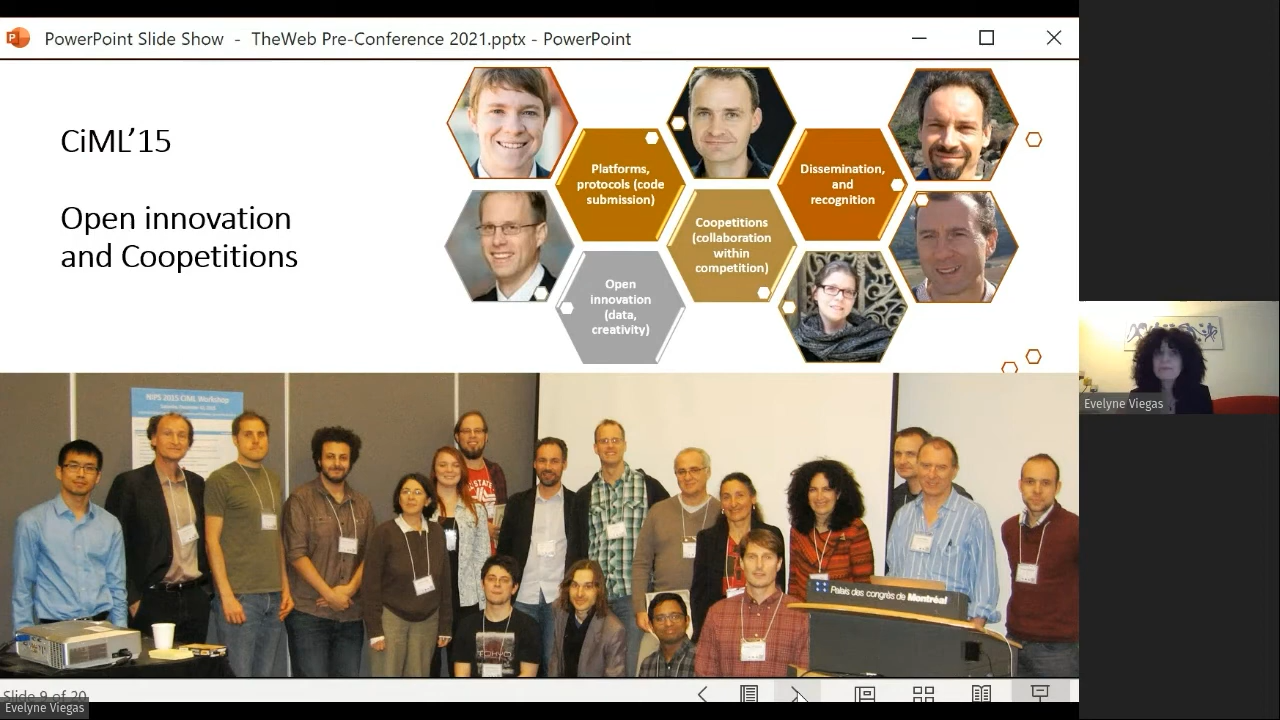 PowerPoint Slide Show - TheWeb Pre-Conference 2021.pptx - PowerPoint
CiML’15
Open innovation
and Coopetitions
Platforms,
protocols (code
submission)
Dissemination,
and
recognition
Coopetitions
(collaboration
within
competition)
Open
innovation
(data,
creativity)
Evelyne Viegas
NIPS 2015 CiML Workshop
Palais des congrès de Montréal
Slide 9 of 20
Evelyne Viegas